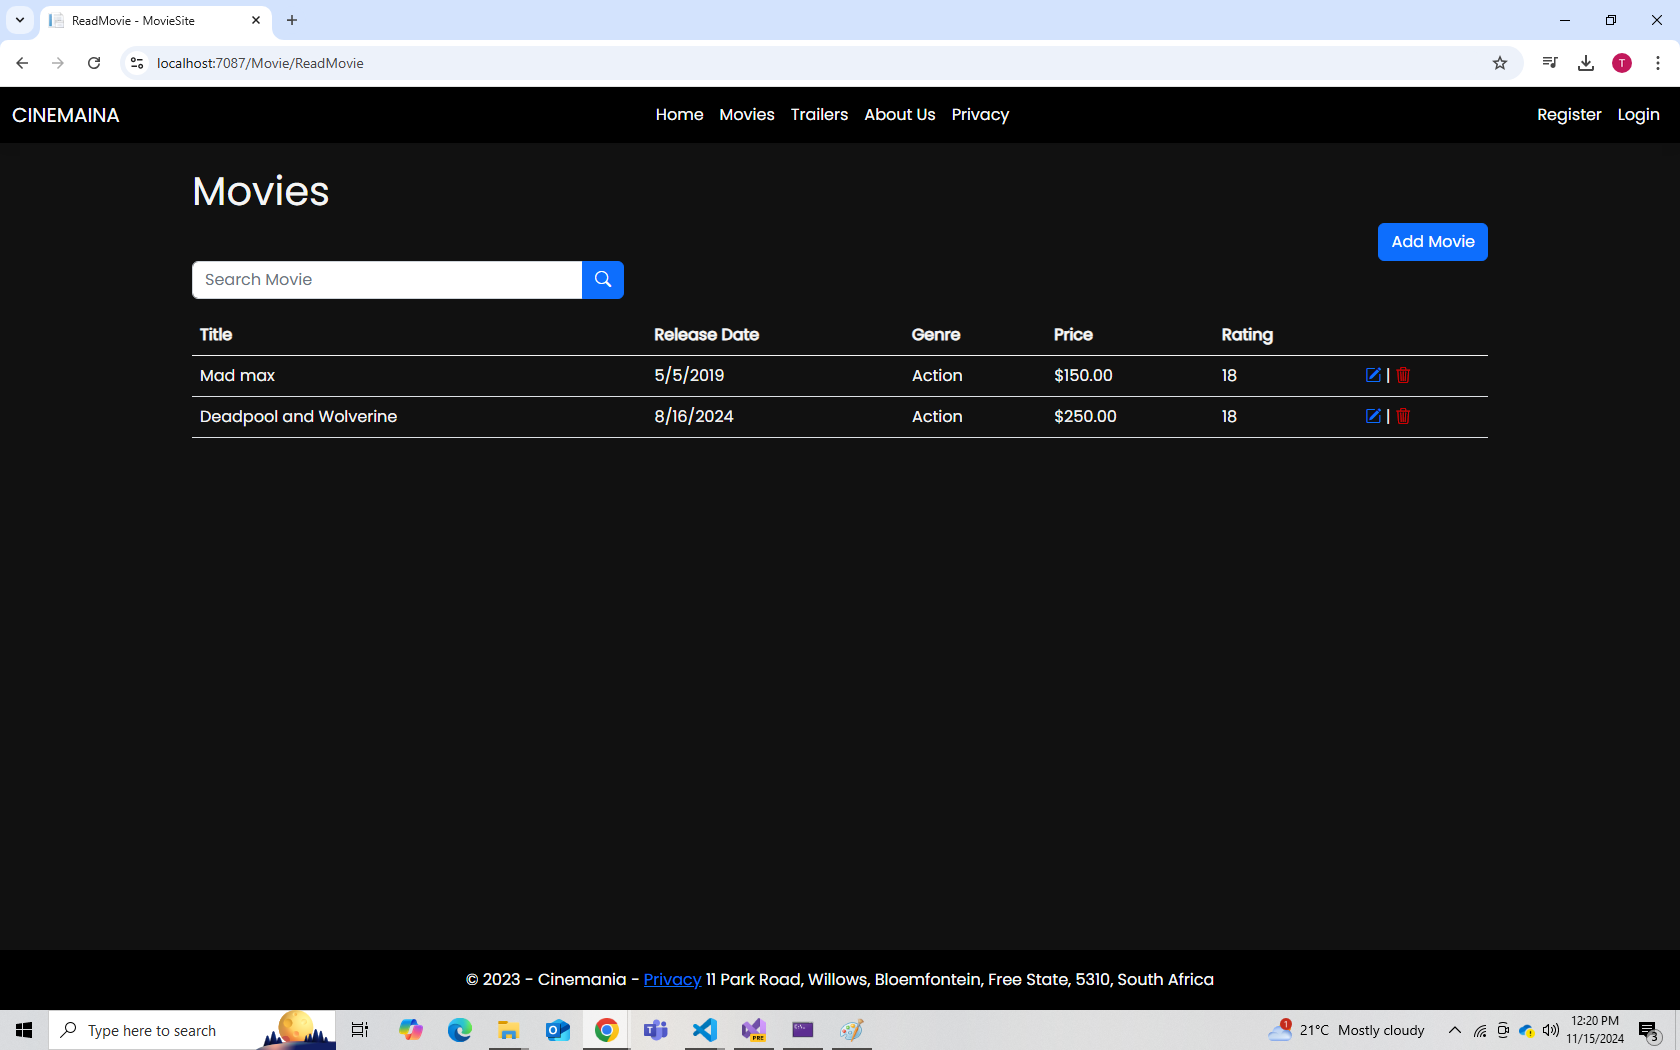 ReadMovie - MovieSite
localhost:7087/Movie/ReadMovie
T
CINEMAINA Home Movies Trailers About Us Privacy Register Login
Movies
Add Movie
Search Movie
Title Release Date Genre Price Rating
Mad max 5/5/2019 Action $150.00 18 |
Deadpool and Wolverine 8/16/2024 Action $250.00 18 |
© 2023 - Cinemania - Privacy 11 Park Road, Willows, Bloemfontein, Free State, 5310, South Africa
Type here to search PRE 1 21°C Mostly cloudy 12:20 PM
11/15/2024 3